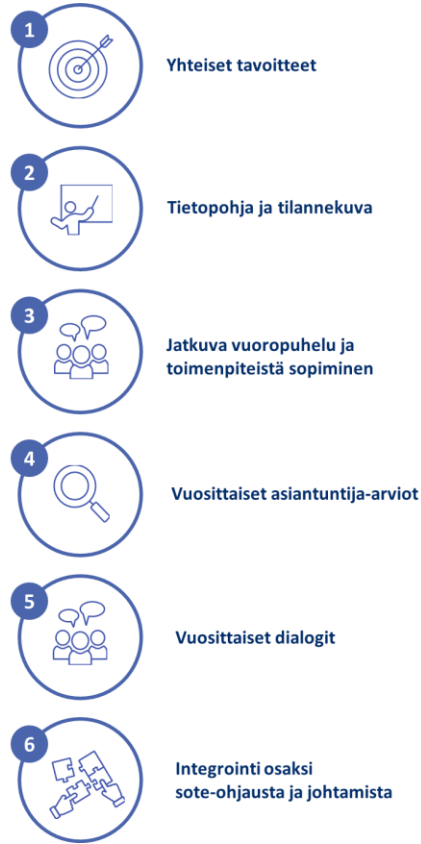 1
Yhteiset tavoitteet
2
Tietopohja ja tilannekuva
3
Jatkuva vuoropuhelu ja
toimenpiteistä sopiminen
4
Vuosittaiset asiantuntija-arviot
5
Vuosittaiset dialogit
6
Integrointi osaksi
sote-ohjausta ja johtamista